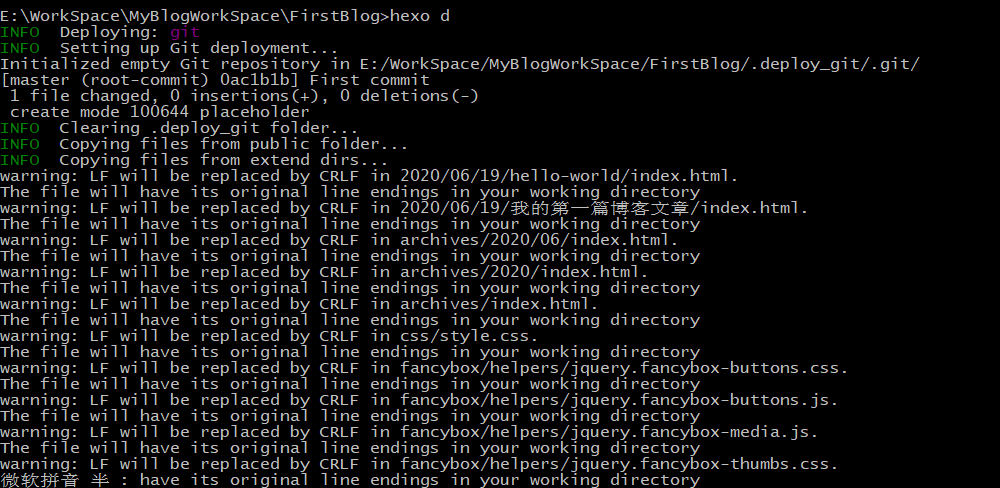 E:\WorkSpace\MyBlogWorkSpace\FirstBlog>hexo d
INFO  Deploying: git
INFO  Setting up Git deployment...
Initialized empty Git repository in E:/WorkSpace/MyBlogWorkSpace/FirstBlog/.deploy_git/.git/
[master (root-commit) 0ac1b1b] First commit
 1 file changed, 0 insertions(+), 0 deletions(-)
 create mode 100644 placeholder
INFO  Clearing .deploy_git folder...
INFO  Copying files from public folder...
INFO  Copying files from extend dirs...
warning: LF will be replaced by CRLF in 2020/06/19/hello-world/index.html.
The file will have its original line endings in your working directory
warning: LF will be replaced by CRLF in 2020/06/19/我的第一篇博客文章/index.html.
The file will have its original line endings in your working directory
warning: LF will be replaced by CRLF in archives/2020/06/index.html.
The file will have its original line endings in your working directory
warning: LF will be replaced by CRLF in archives/2020/index.html.
The file will have its original line endings in your working directory
warning: LF will be replaced by CRLF in archives/index.html.
The file will have its original line endings in your working directory
warning: LF will be replaced by CRLF in css/style.css.
The file will have its original line endings in your working directory
warning: LF will be replaced by CRLF in fancybox/helpers/jquery.fancybox-buttons.css.
The file will have its original line endings in your working directory
warning: LF will be replaced by CRLF in fancybox/helpers/jquery.fancybox-buttons.js.
The file will have its original line endings in your working directory
warning: LF will be replaced by CRLF in fancybox/helpers/jquery.fancybox-media.js.
The file will have its original line endings in your working directory
warning: LF will be replaced by CRLF in fancybox/helpers/jquery.fancybox-thumbs.css.
微软拼音 半 : have its original line endings in your working directory